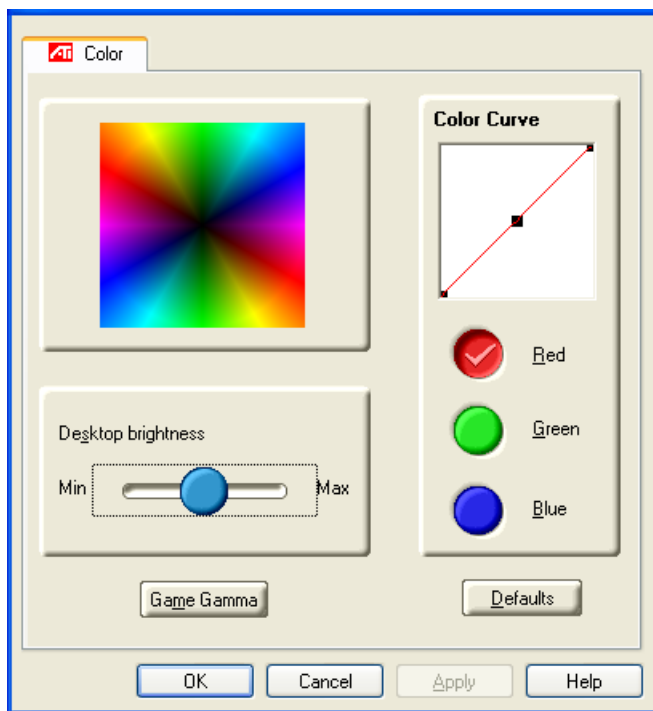 ATI Color
Color Curve
Red
Green
Blue
Desktop brightness
Min Max
Game Gamma
Defaults
OK Cancel Apply Help